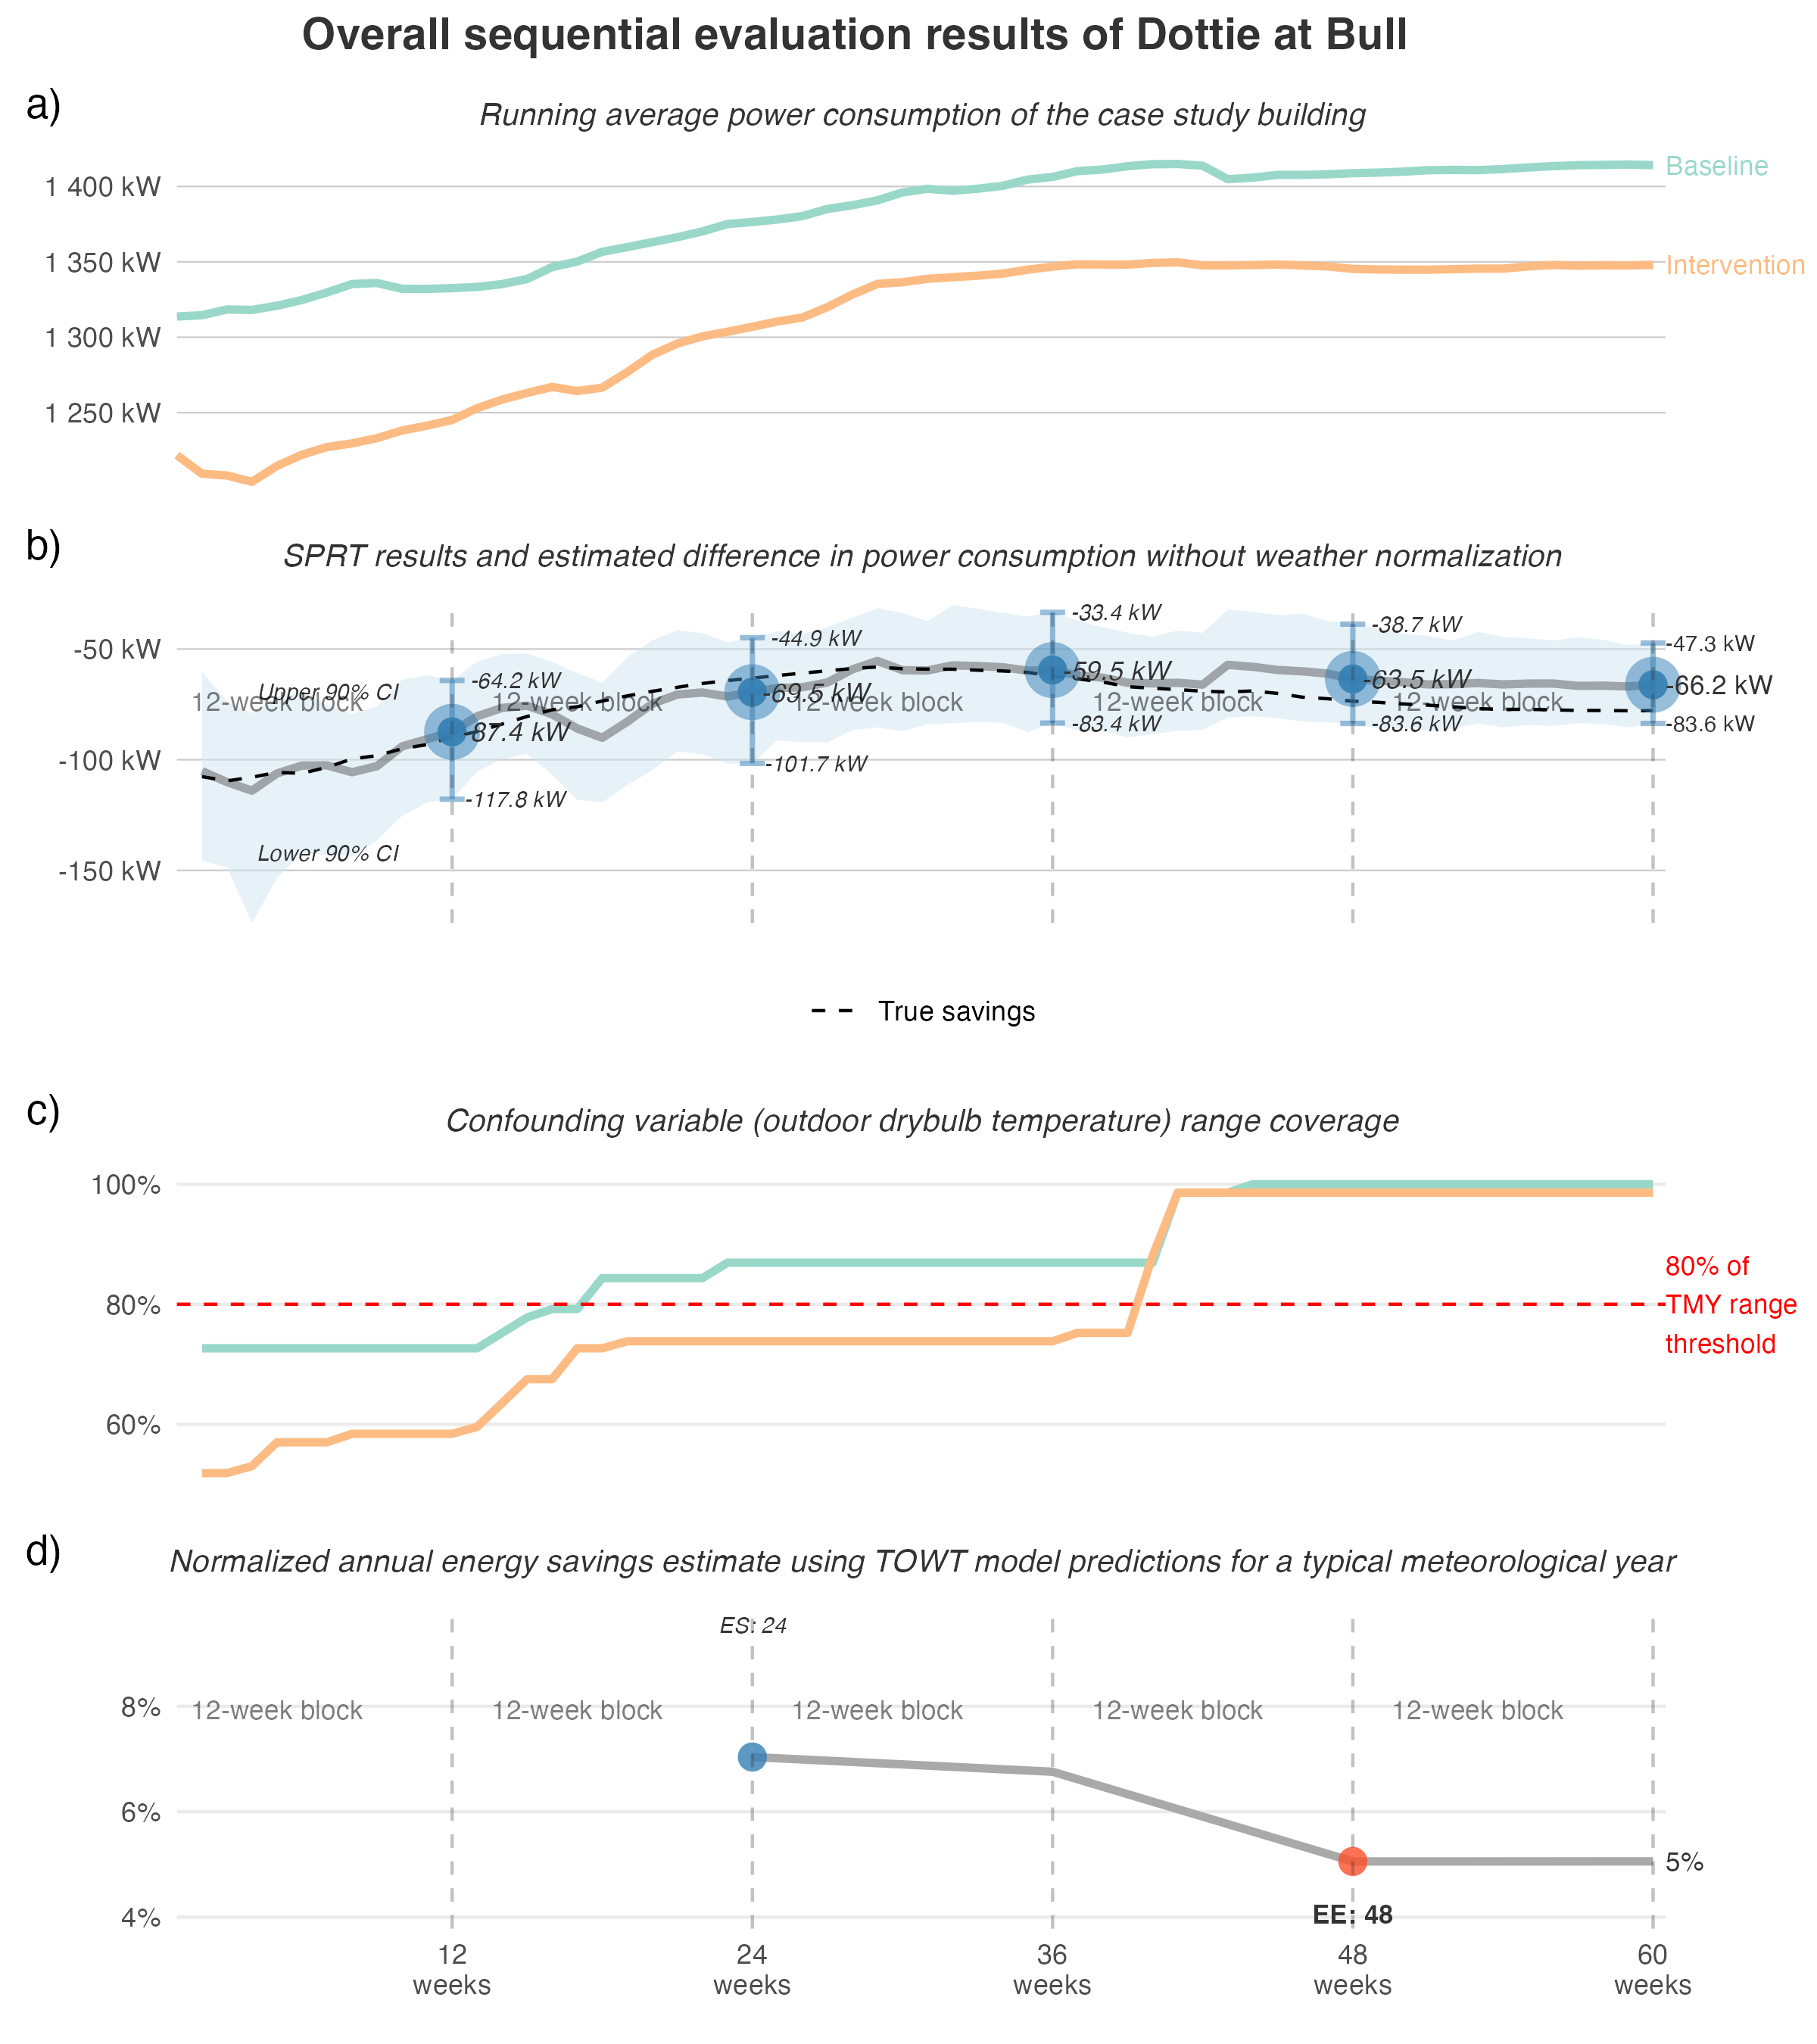 Overall sequential evaluation results of Dottie at Bull
a)
Running average power consumption of the case study building
1 400 kW
1 350 kW
1 300 kW
1 250 kW
Baseline
Intervention
b)
SPRT results and estimated difference in power consumption without weather normalization
-50 kW
-100 kW
-150 kW
Upper 90% CI
Lower 90% CI
12-week block
12-week block
12-week block
12-week block
12-week block
-64.2 kW
-87.4 kW
-117.8 kW
-44.9 kW
-69.5 kW
-101.7 kW
-33.4 kW
-59.5 kW
-83.4 kW
-38.7 kW
-63.5 kW
-83.6 kW
-47.3 kW
-66.2 kW
-83.6 kW
True savings
c)
Confounding variable (outdoor drybulb temperature) range coverage
100%
80%
60%
80% of
TMY range
threshold
d)
Normalized annual energy savings estimate using TOWT model predictions for a typical meteorological year
ES: 24
8%
6%
4%
12-week block
12-week block
12-week block
12-week block
12-week block
5%
EE: 48
12
weeks
24
weeks
36
weeks
48
weeks
60
weeks